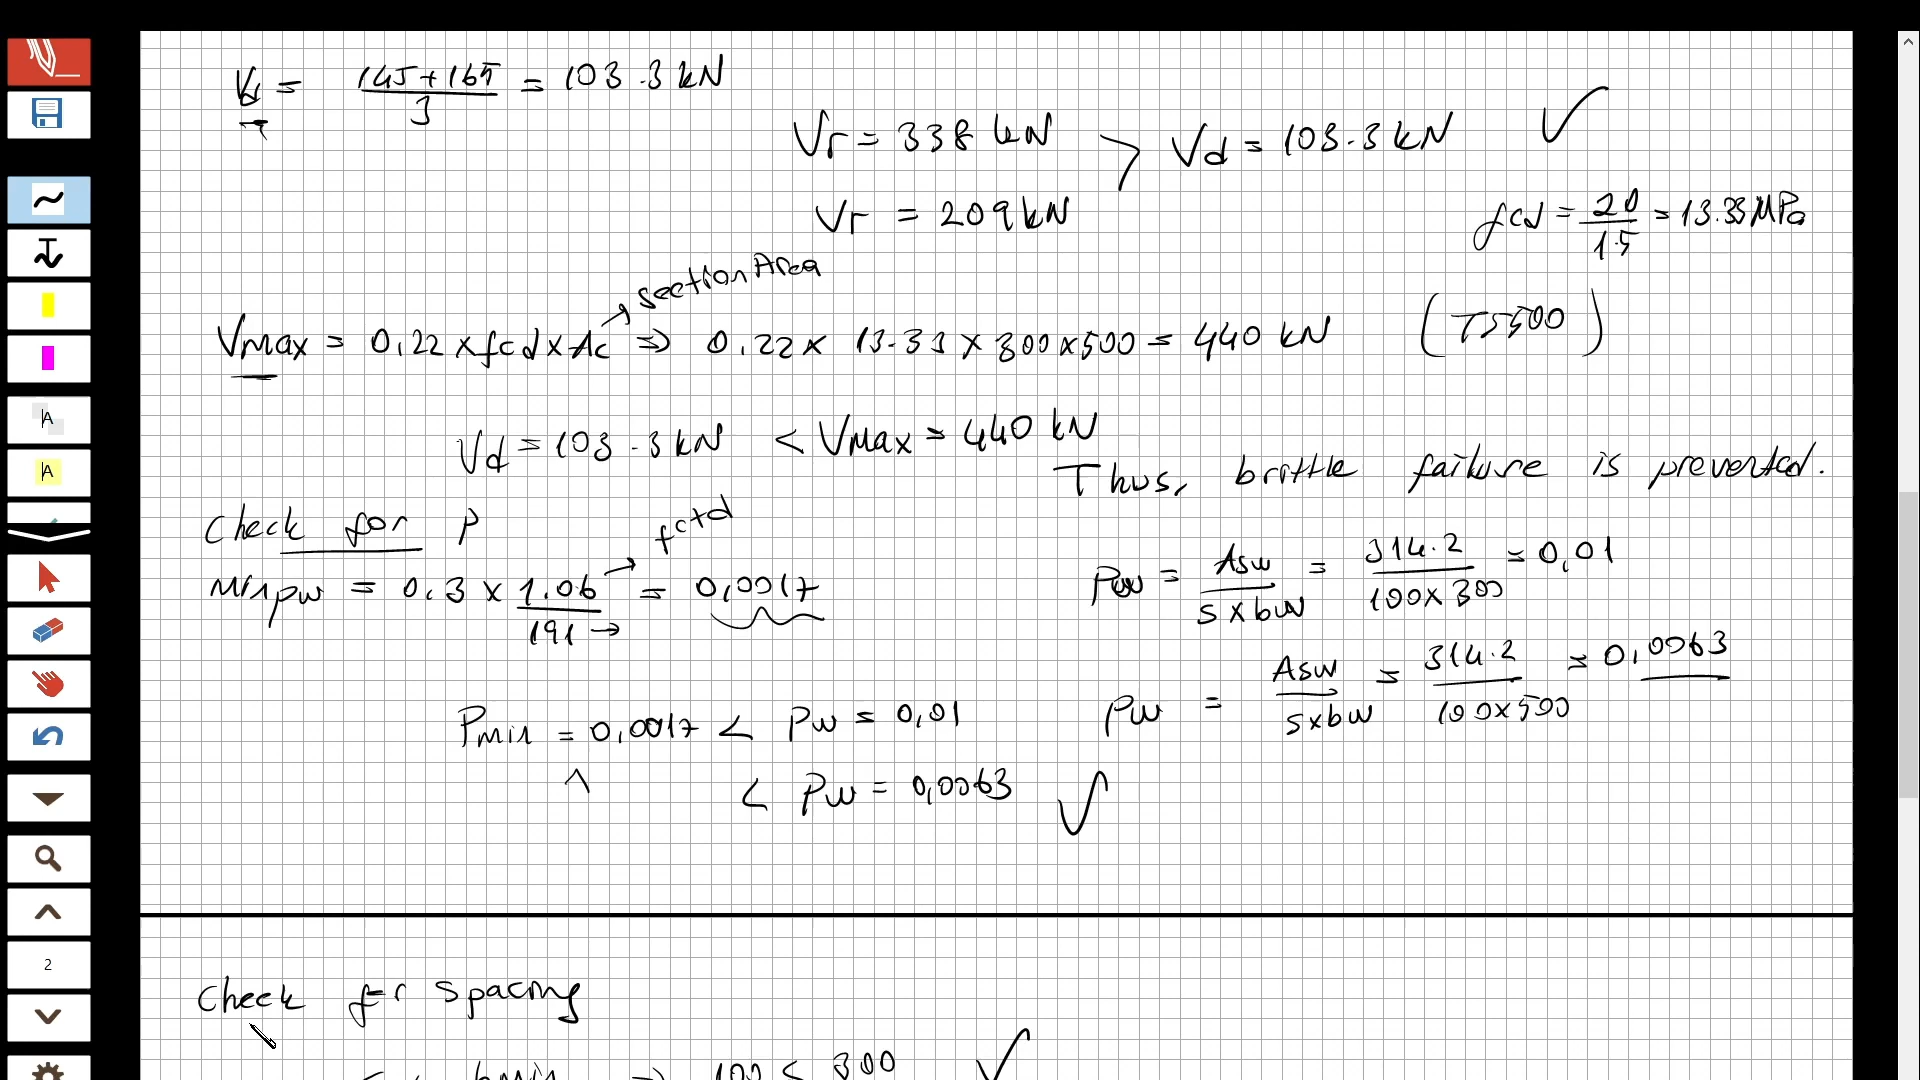 Vd = (145+165)/3 = 103.3 kN
Vr = 338 kN > Vd = 103.3 kN ✓
Vr = 209 kN
fcd = 20/1.5 = 13.33 MPa
→ section Area
Vmax = 0,22 x fcd x Ac ⇒ 0,22 x 13.33 x 300 x 500 = 440 kN (TS500)
Vd = 103.3 kN < VMax = 440 kN
Thus, brittle failure is prevented.
Check for ρ
→ fctd
Min ρw = 0.3 x 1.06/191 → = 0,0017
ρw = Asw/(s x bw) = 314.2/(100 x 300) = 0,01
ρw = Asw/(s x bw) = 314.2/(100 x 500) = 0,0063
ρmin = 0,0017 < ρw = 0,01
^
< ρw = 0,0063 ✓
Check for spacing
bmin ⇒ 100 < 300 ✓
A
A
2